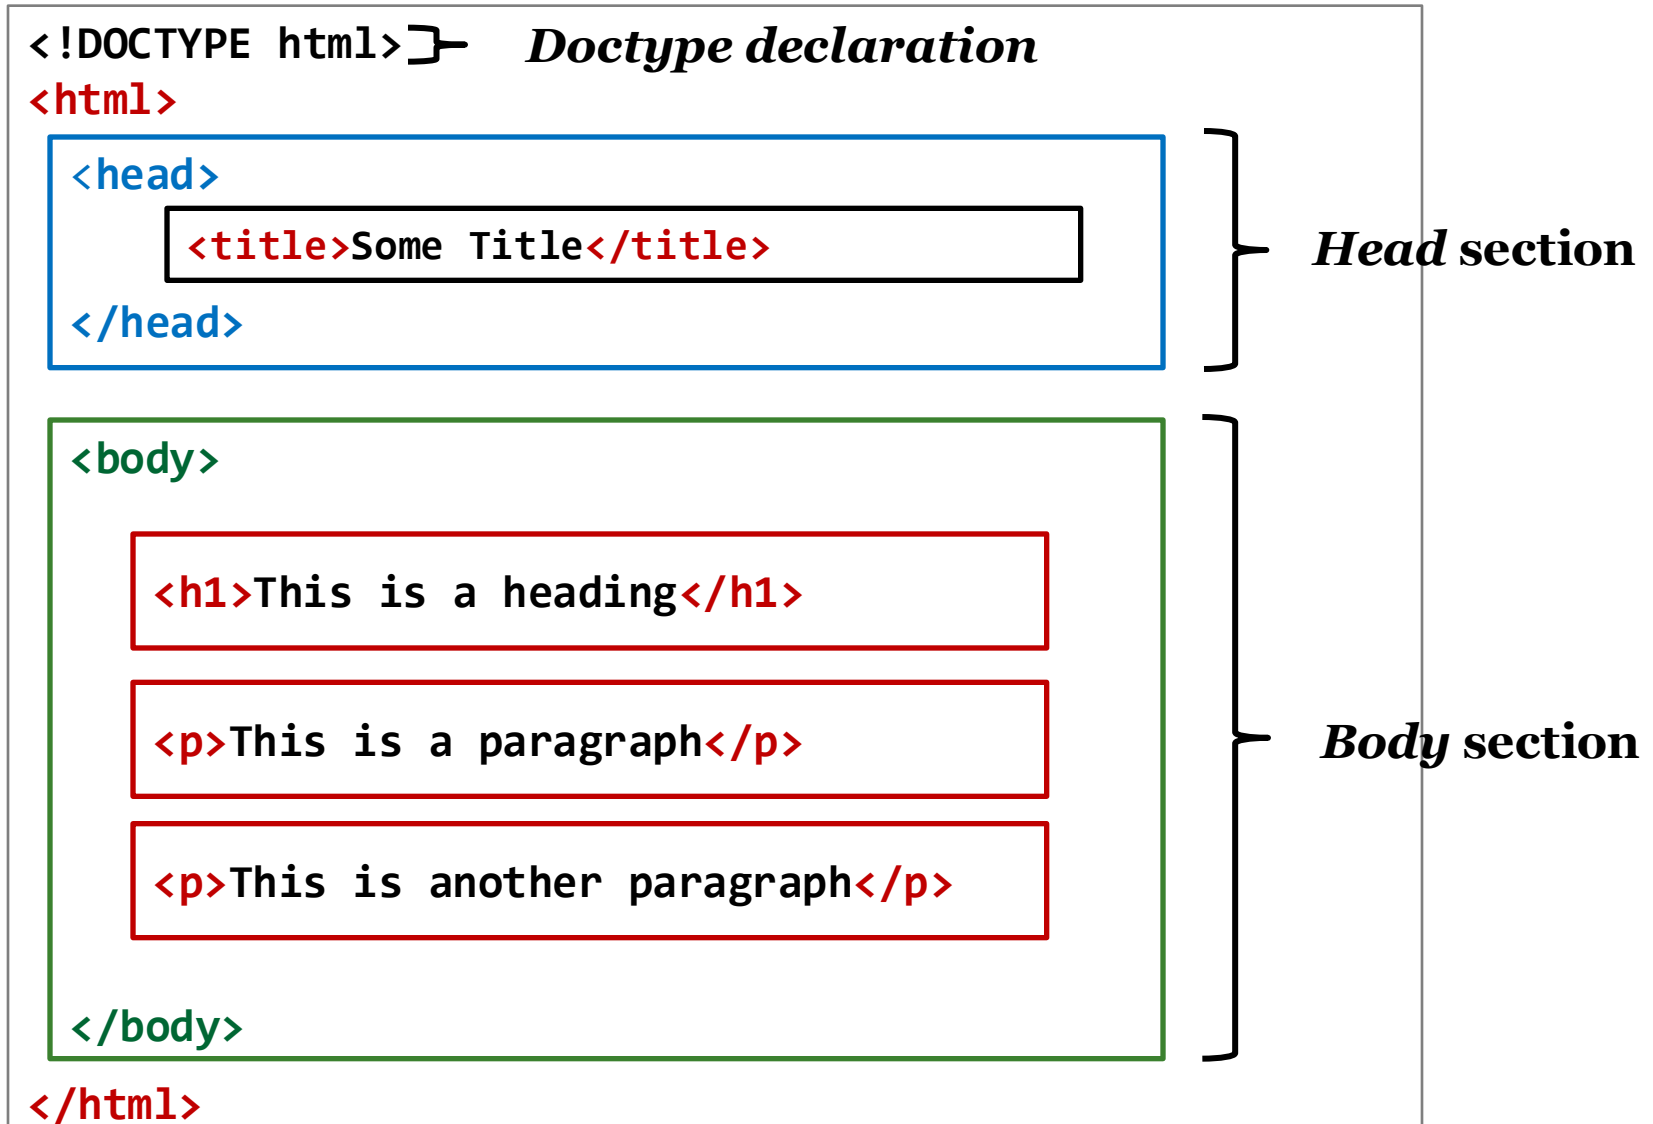 <!DOCTYPE html> Doctype declaration
<html>
<head>
<title>Some Title</title>
Head section
</head>
<body>
<h1>This is a heading</h1>
<p>This is a paragraph</p>
Body section
<p>This is another paragraph</p>
</body>
</html>